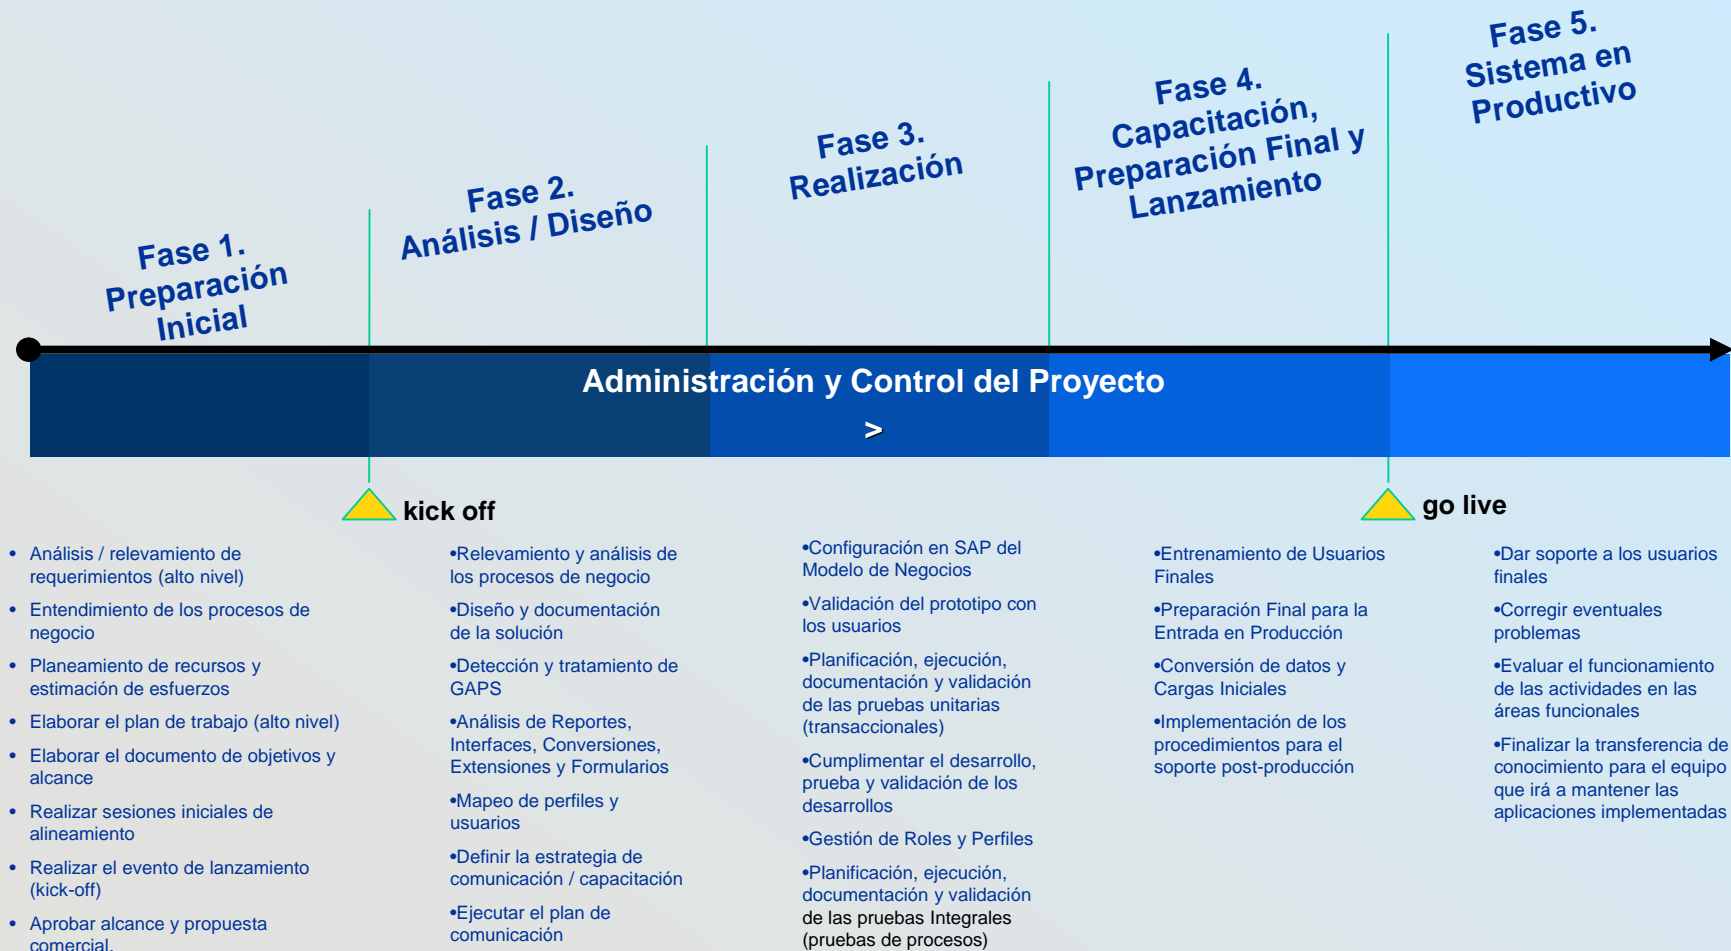 Fase 1.
Preparación
Inicial
Fase 2.
Análisis / Diseño
Fase 3.
Realización
Fase 4.
Capacitación,
Preparación Final y
Lanzamiento
Fase 5.
Sistema en
Productivo
Administración y Control del Proyecto
>
kick off
go live
• Análisis / relevamiento de
requerimientos (alto nivel)
• Entendimiento de los procesos de
negocio
• Planeamiento de recursos y
estimación de esfuerzos
• Elaborar el plan de trabajo (alto nivel)
• Elaborar el documento de objetivos y
alcance
• Realizar sesiones iniciales de
alineamiento
• Realizar el evento de lanzamiento
(kick-off)
• Aprobar alcance y propuesta
comercial.
•Relevamiento y análisis de
los procesos de negocio
•Diseño y documentación
de la solución
•Detección y tratamiento de
GAPS
•Análisis de Reportes,
Interfaces, Conversiones,
Extensiones y Formularios
•Mapeo de perfiles y
usuarios
•Definir la estrategia de
comunicación / capacitación
•Ejecutar el plan de
comunicación
•Configuración en SAP del
Modelo de Negocios
•Validación del prototipo con
los usuarios
•Planificación, ejecución,
documentación y validación
de las pruebas unitarias
(transaccionales)
•Cumplimentar el desarrollo,
prueba y validación de los
desarrollos
•Gestión de Roles y Perfiles
•Planificación, ejecución,
documentación y validación
de las pruebas Integrales
(pruebas de procesos)
•Entrenamiento de Usuarios
Finales
•Preparación Final para la
Entrada en Producción
•Conversión de datos y
Cargas Iniciales
•Implementación de los
procedimientos para el
soporte post-producción
•Dar soporte a los usuarios
finales
•Corregir eventuales
problemas
•Evaluar el funcionamiento
de las actividades en las
áreas funcionales
•Finalizar la transferencia de
conocimiento para el equipo
que irá a mantener las
aplicaciones implementadas